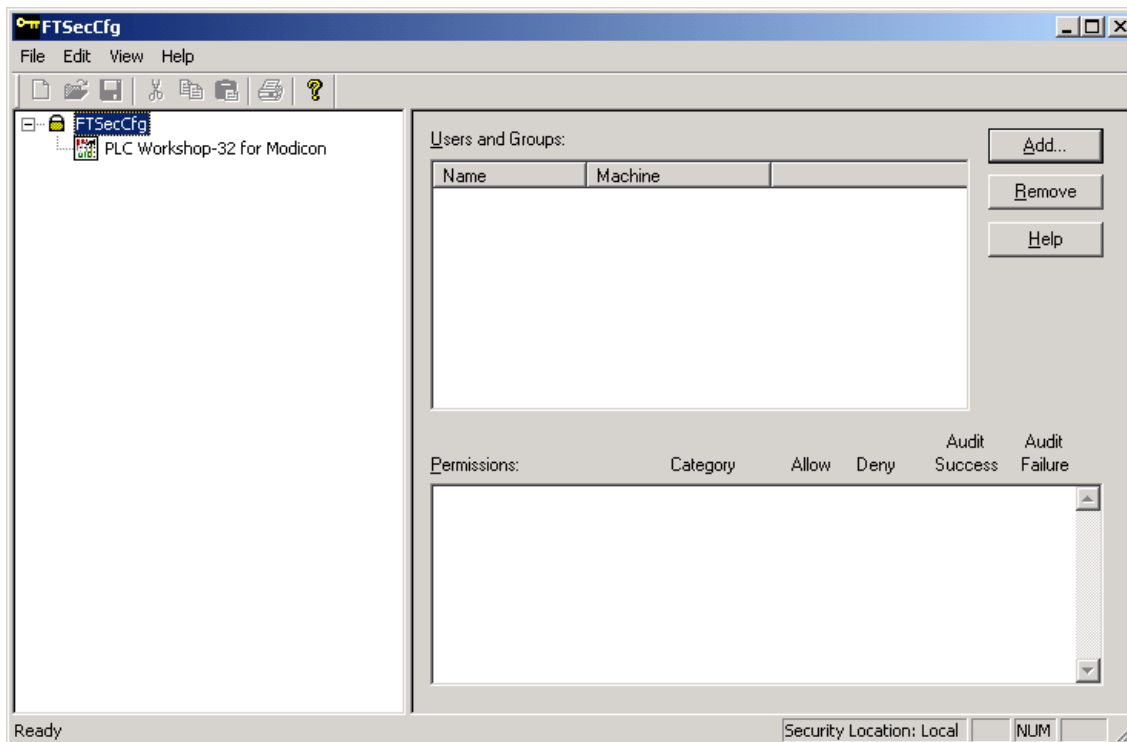 FTSecCfg
File Edit View Help
FTSecCfg
PLC Workshop-32 for Modicon
Users and Groups:
Name Machine
Add...
Remove
Help
Permissions: Category Allow Deny Audit Success Audit Failure
Ready
Security Location: Local NUM